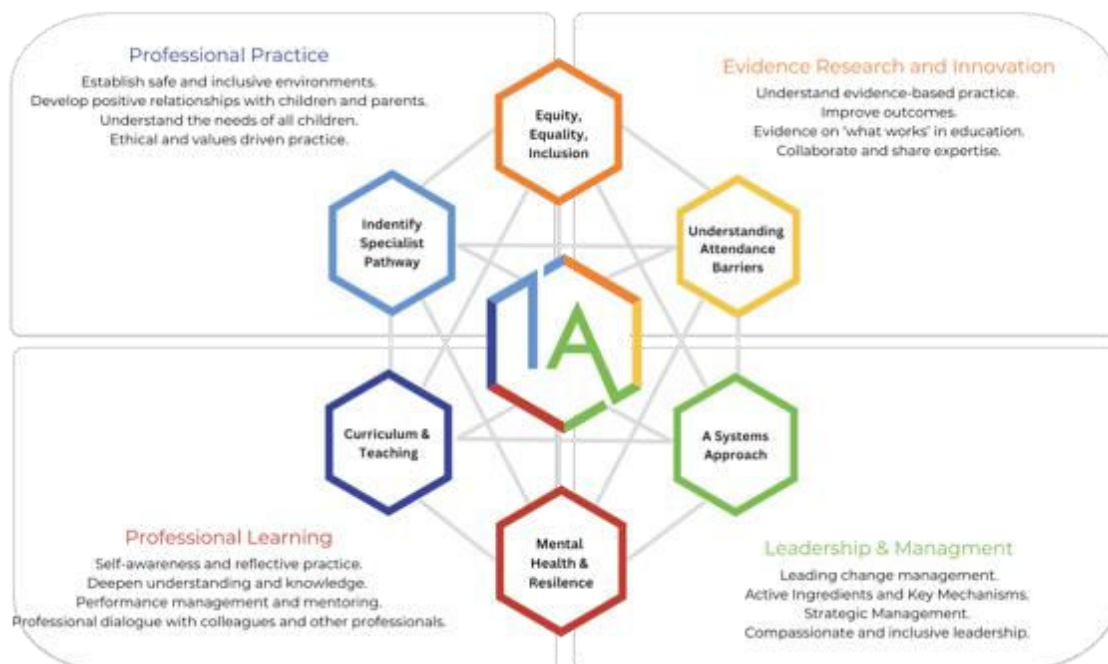 Professional Practice
Establish safe and inclusive environments.
Develop positive relationships with children and parents.
Understand the needs of all children.
Ethical and values driven practice.
Evidence Research and Innovation
Understand evidence-based practice.
Improve outcomes.
Evidence on 'what works' in education.
Collaborate and share expertise.
Equity,
Equality,
Inclusion
Indentify
Specialist
Pathway
Understanding
Attendance
Barriers
1A
Curriculum &
Teaching
A Systems
Approach
Mental
Health &
Resilence
Professional Learning
Self-awareness and reflective practice.
Deepen understanding and knowledge.
Performance management and mentoring.
Professional dialogue with colleagues and other professionals.
Leadership & Managment
Leading change management.
Active Ingredients and Key Mechanisms.
Strategic Management.
Compassionate and inclusive leadership.